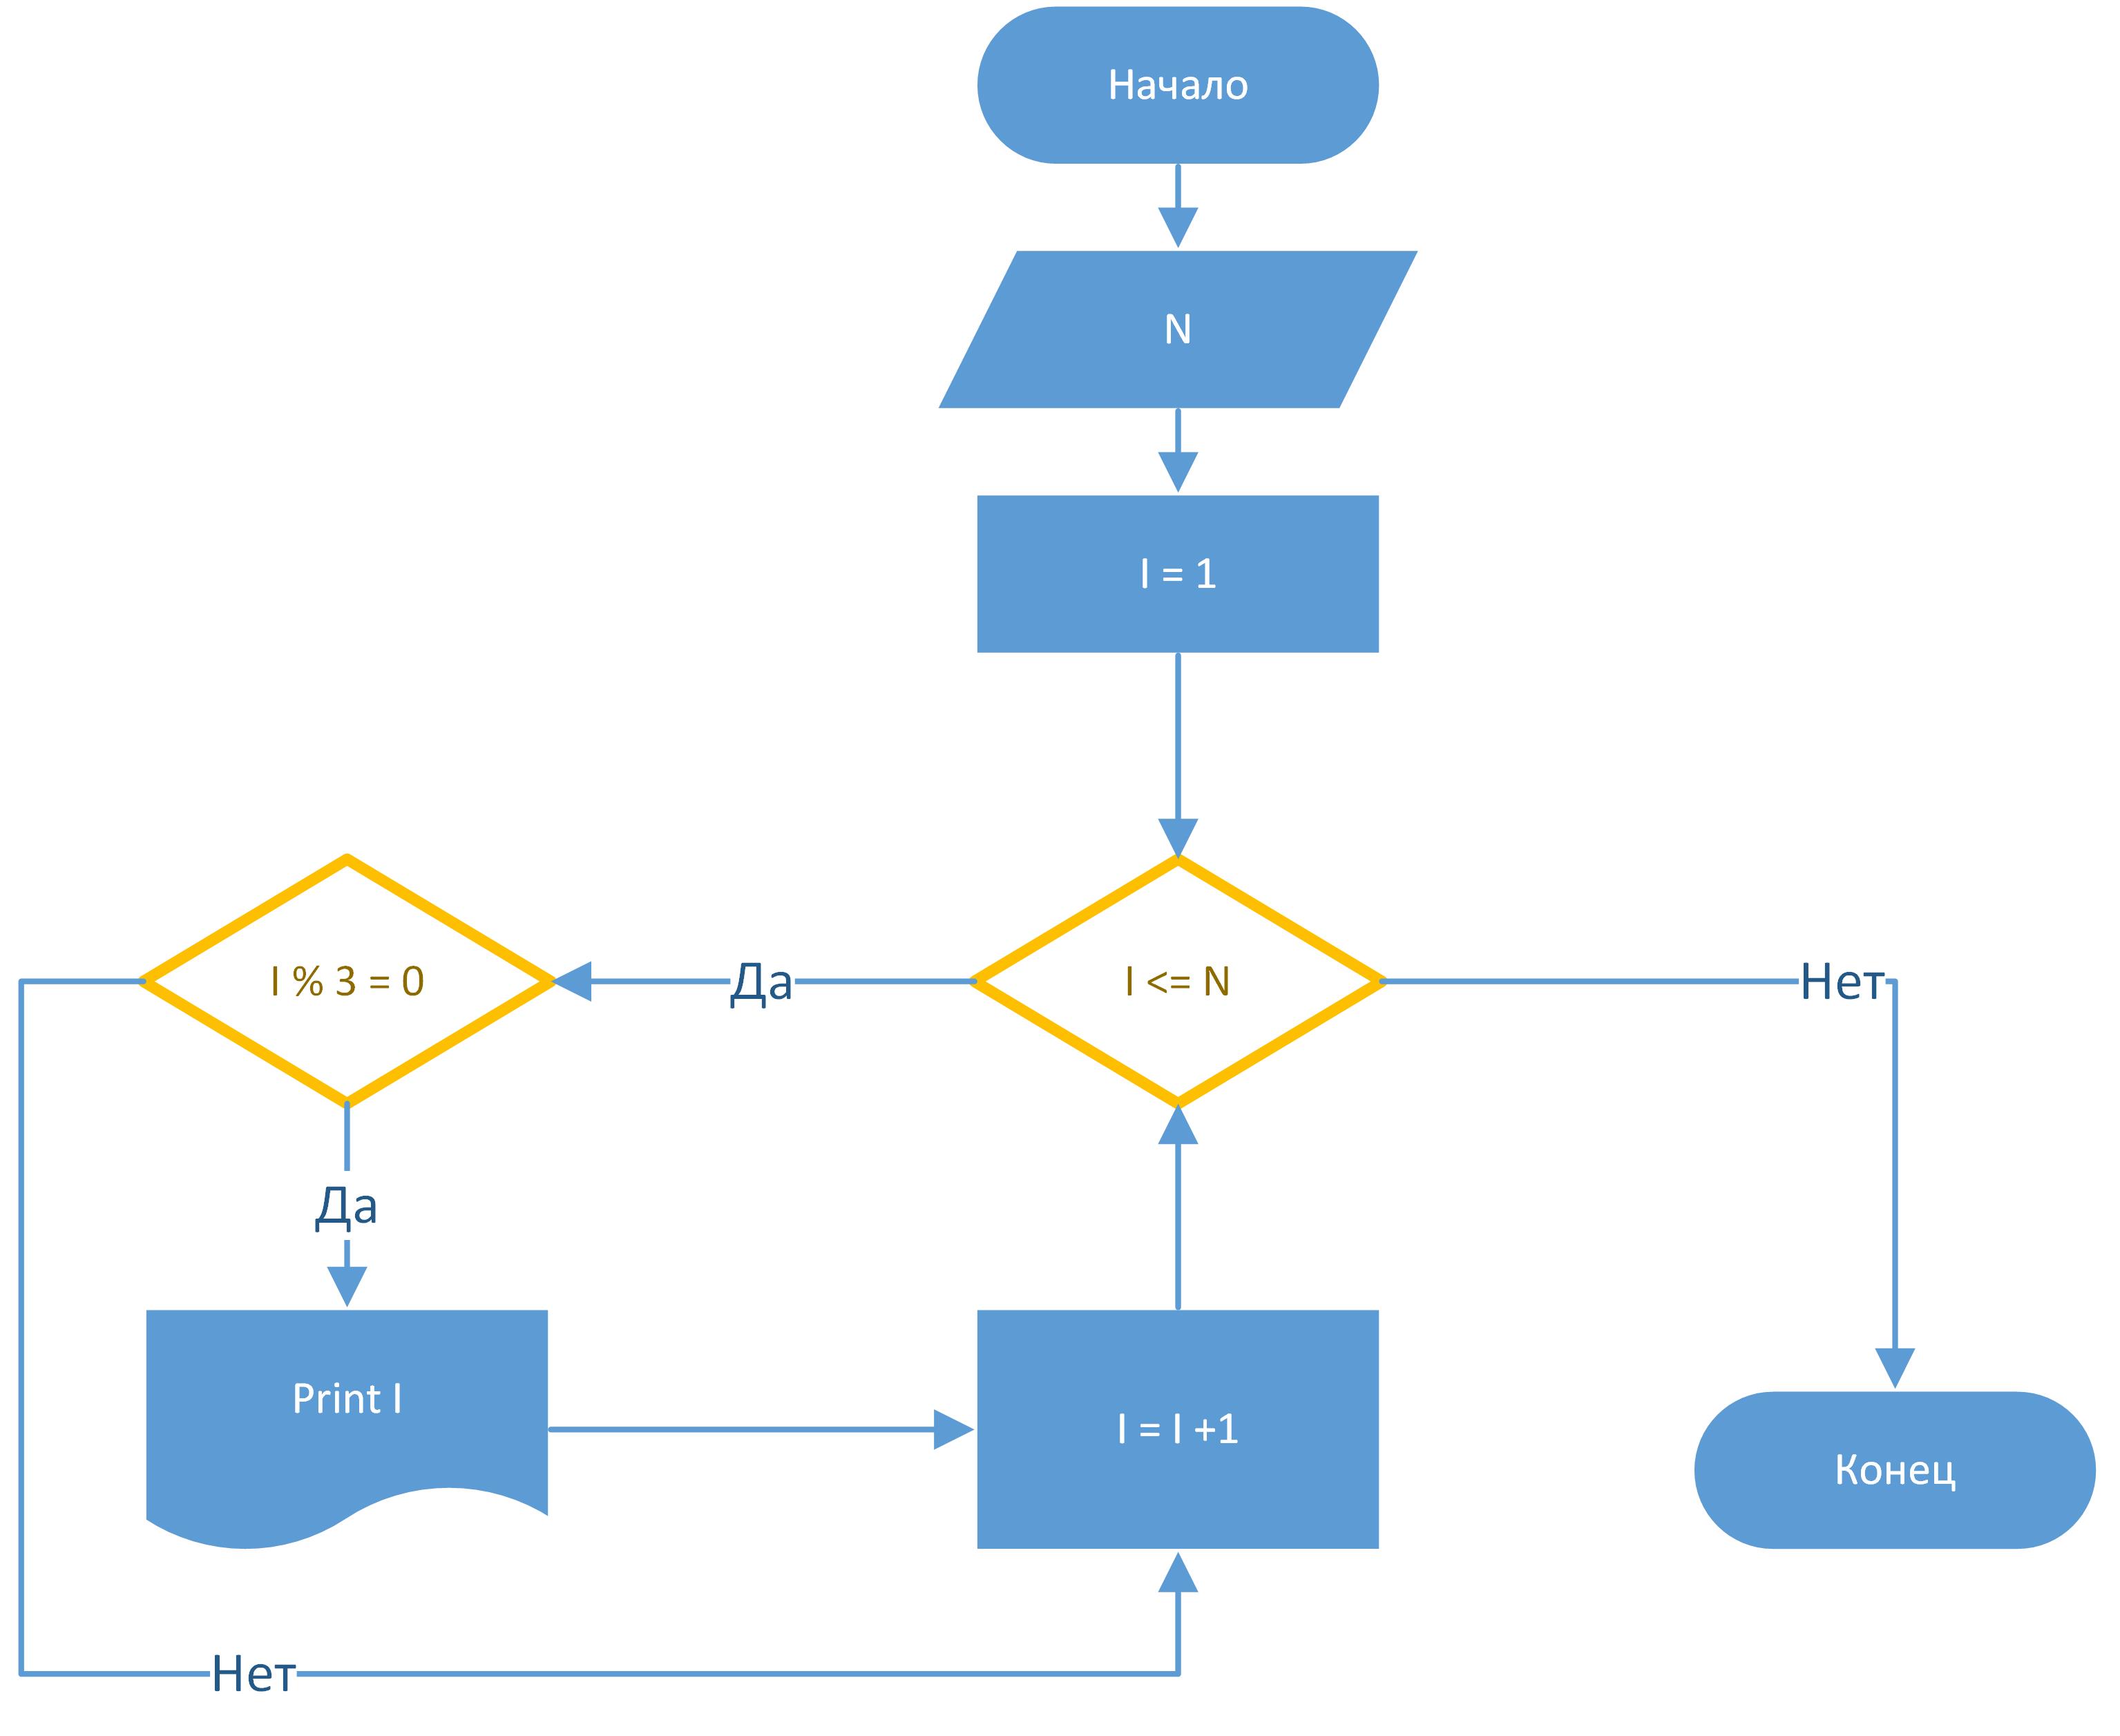 Начало
N
I = 1
I % 3 = 0
Да
I <= N
Нет
Да
Print I
I = I +1
Конец
Нет